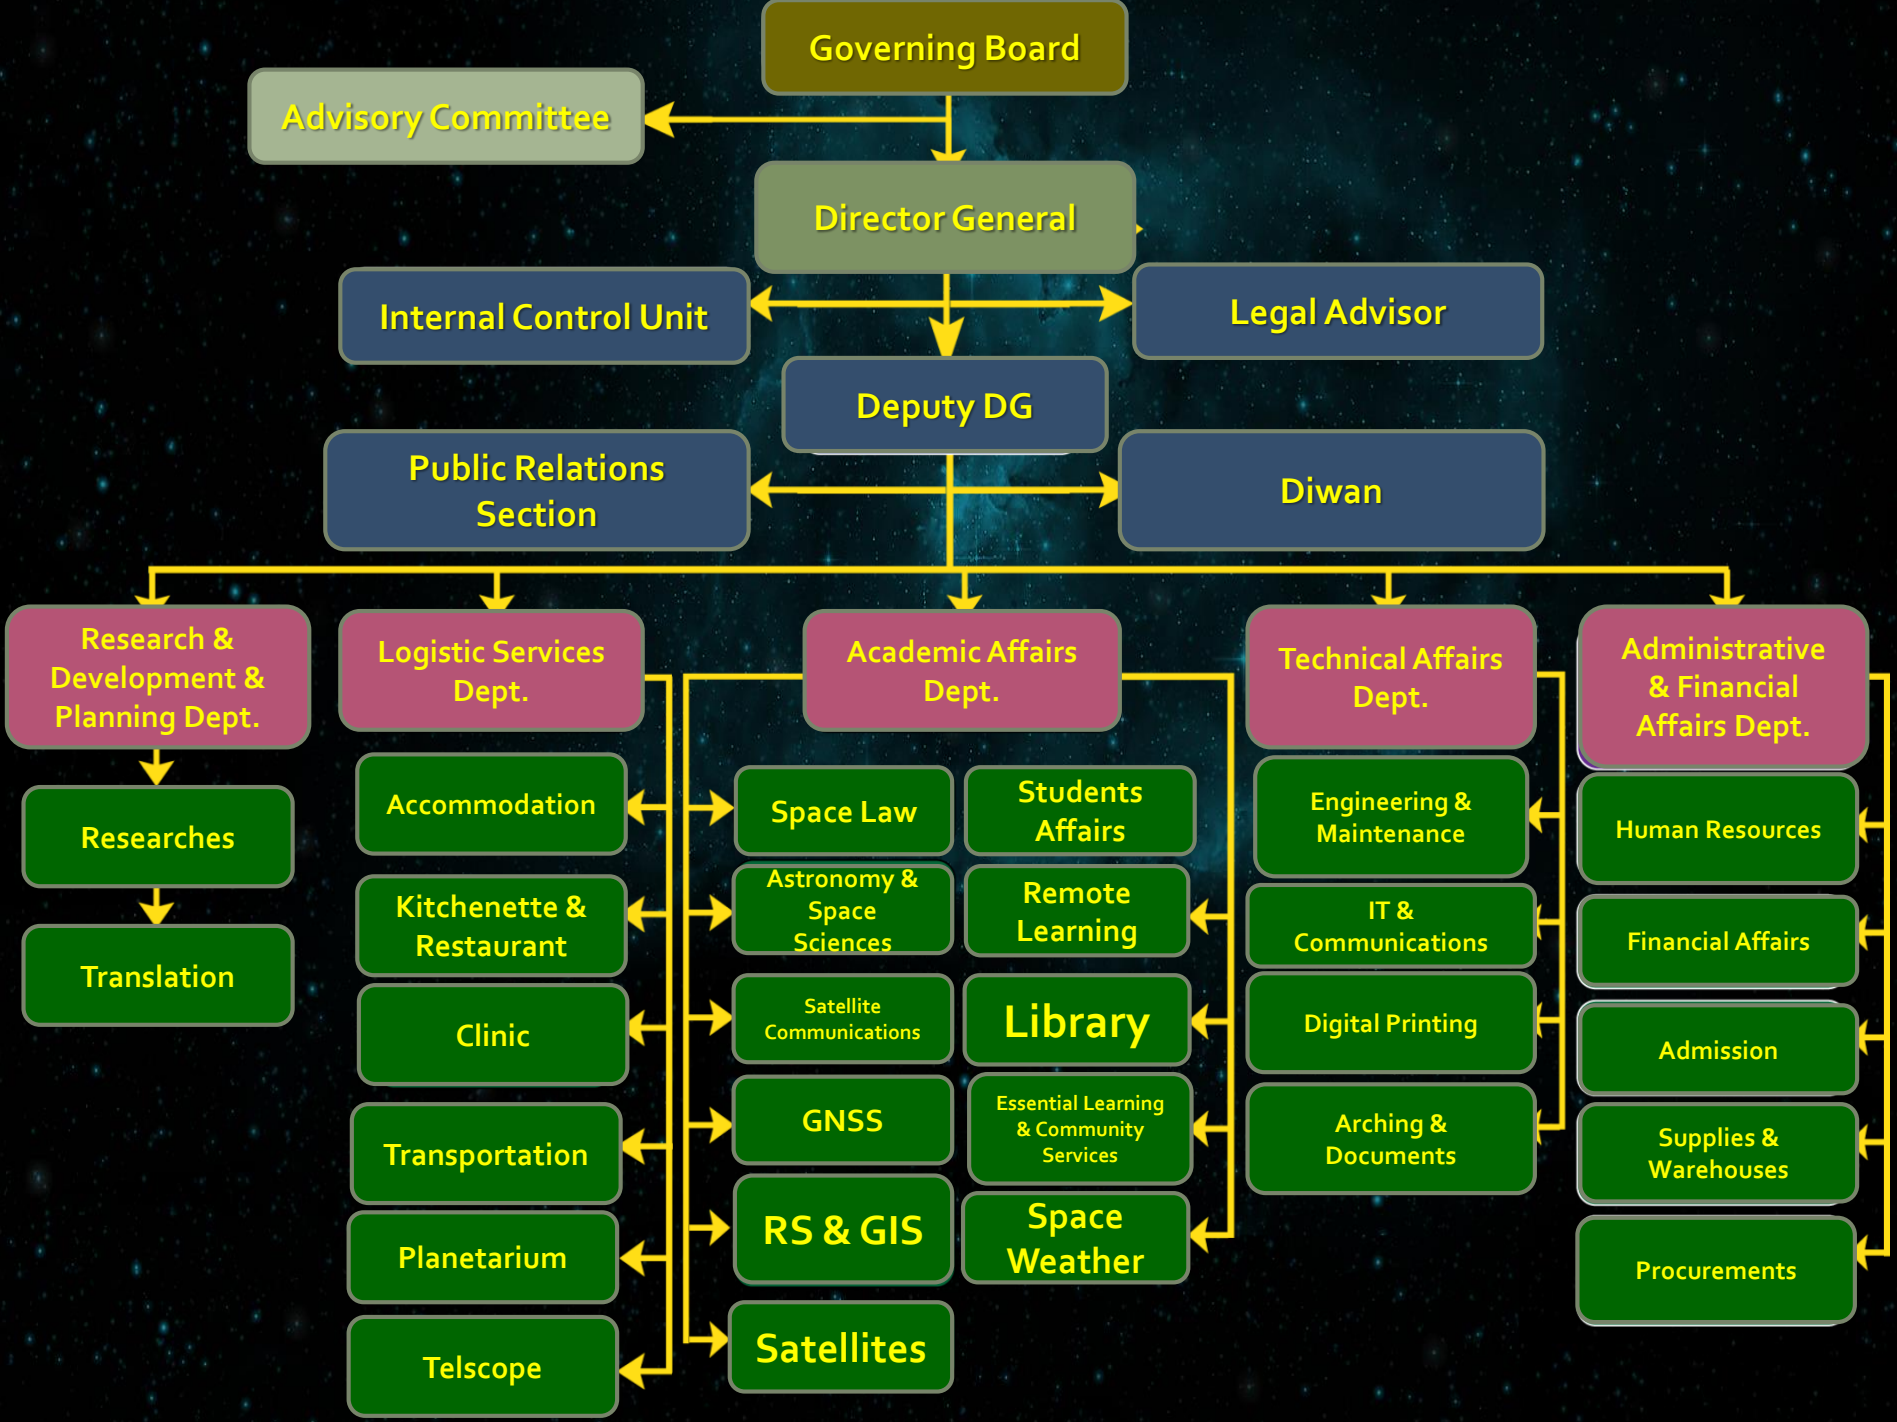 Governing Board
Advisory Committee
Director General
Internal Control Unit
Legal Advisor
Deputy DG
Public Relations
Section
Diwan
Research &
Development &
Planning Dept.
Logistic Services
Dept.
Academic Affairs
Dept.
Technical Affairs
Dept.
Administrative
& Financial
Affairs Dept.
Researches
Translation
Accommodation
Kitchenette &
Restaurant
Clinic
Transportation
Planetarium
Telscope
Space Law
Astronomy &
Space
Sciences
Satellite
Communications
GNSS
RS & GIS
Satellites
Students
Affairs
Remote
Learning
Library
Essential Learning
& Community
Services
Space
Weather
Engineering &
Maintenance
IT &
Communications
Digital Printing
Arching &
Documents
Human Resources
Financial Affairs
Admission
Supplies &
Warehouses
Procurements